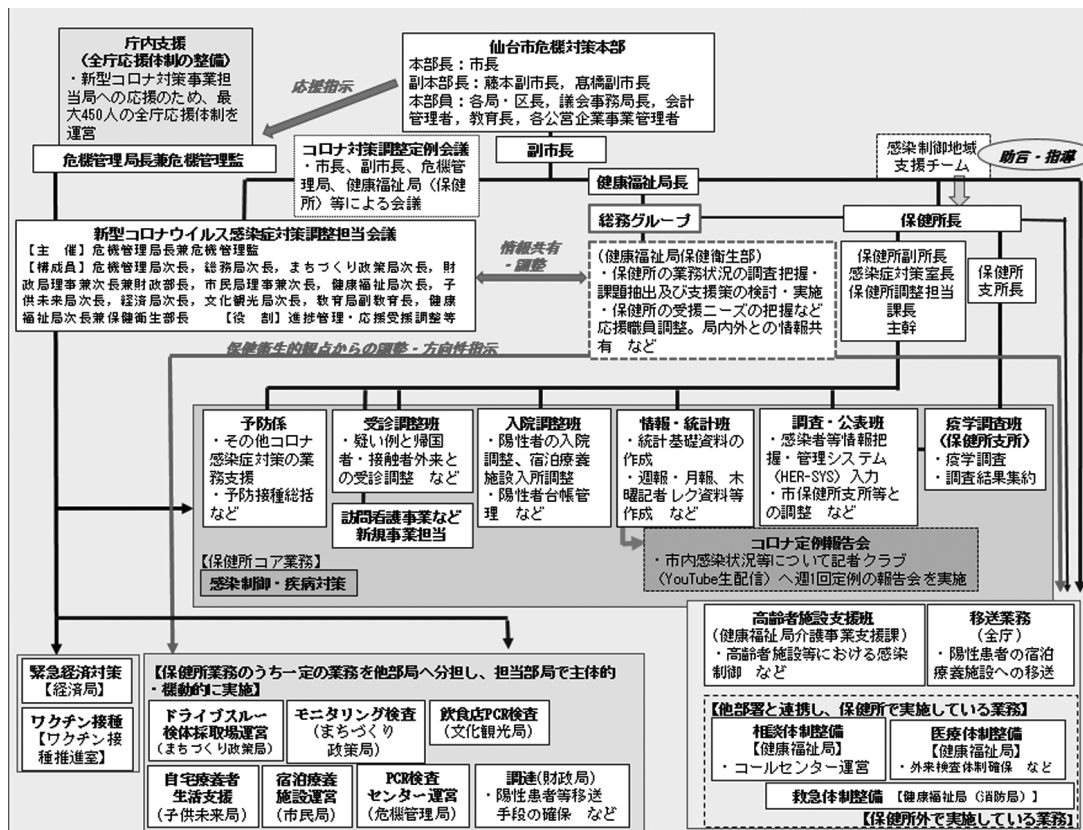 庁内支援
(全庁応援体制の整備)
・新型コロナ対策事業担
当局への応援のため、最
大450人の全庁応援体制を
運営
危機管理局長兼危機管理監
応援指示
仙台市危機対策本部
本部長：市長
副本部長：藤本副市長，髙橋副市長
本部員：各局・区長，議会事務局長，会計
管理者，教育長，各公営企業事業管理者
副市長
コロナ対策調整定例会議
・市長、副市長、危機管
理局、健康福祉局（保健
所）等による会議
健康福祉局長
感染制御地域
支援チーム
助言・指導
総務グループ
保健所長
新型コロナウイルス感染症対策調整担当会議
【主　催】危機管理局長兼危機管理監
【構成員】危機管理局次長，総務局次長，まちづくり政策局次長，財
政局理事兼次長兼財政部長，市民局理事兼次長，健康福祉局次長，子
供未来局次長，経済局次長，文化観光局次長，教育局副教育長，健康
福祉局次長兼保健衛生部長　　【役　割】進捗管理・応援受援調整等
情報共有
・調整
(健康福祉局保健衛生部)
・保健所の業務状況の調査把握・
課題抽出及び支援策の検討・実施
・保健所の受援ニーズの把握など
応援職員調整。局内外との情報共
有　など
保健所副所長
感染症対策室長
保健所調整担当
課長
主幹
保健所
支所長
保健衛生的観点からの調整・方向性指示
予防係
・その他コロナ
感染症対策の業
務支援
・予防接種総括
など
受診調整班
・疑い例と帰国
者・接触者外来と
の受診調整　など
訪問看護事業など
新規事業担当
入院調整班
・陽性者の入院
調整、宿泊療養
施設入所調整
・陽性者台帳管
理　など
情報・統計班
・統計基礎資料の
作成
・週報・月報、木
曜記者レク資料等
作成　など
調査・公表班
・感染者等情報把
握・管理システム
(HER-SYS）入力
・市保健所支所等と
の調整　など
疫学調査班
(保健所支所)
・疫学調査
・調査結果集約
コロナ定例報告会
・市内感染状況等について記者クラブ
（YouTube生配信）へ週1回定例の報告会を実施
【保健所コア業務】
感染制御・疾病対策
高齢者施設支援班
(健康福祉局介護事業支援課)
・高齢者施設等における感染
制御　など
移送業務
(全庁)
・陽性患者の宿泊
療養施設への移送
緊急経済対策
【経済局】
ワクチン接種
【ワクチン接
種推進室】
【保健所業務のうち一定の業務を他部局へ分担し、担当部局で主体的
・機動的に実施】
ドライブスルー
検体採取場運営
(まちづくり政策局)
モニタリング検査
(まちづくり
政策局)
飲食店PCR検査
(文化観光局)
自宅療養者
生活支援
(子供未来局)
宿泊療養
施設運営
(市民局)
PCR検査
センター運営
(危機管理局)
調達(財政局)
・陽性患者等移送
手段の確保　など
【他部署と連携し、保健所で実施している業務】
相談体制整備
【健康福祉局】
・コールセンター運営
医療体制整備
【健康福祉局】
・外来検査体制確保　など
救急体制整備　【健康福祉局（消防局）】
【保健所外で実施している業務】